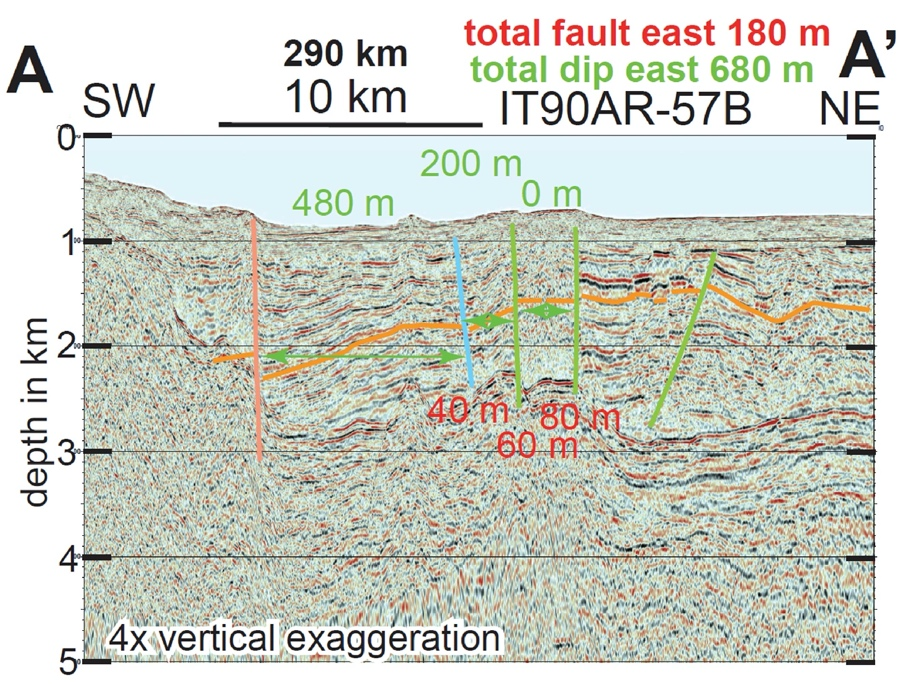 total fault east 180 m
A 290 km total dip east 680 m A’
SW 10 km IT90AR-57B NE
0
200 m
480 m 0 m
1
2
40 m 80 m
60 m
3
4
4x vertical exaggeration
5
depth in km